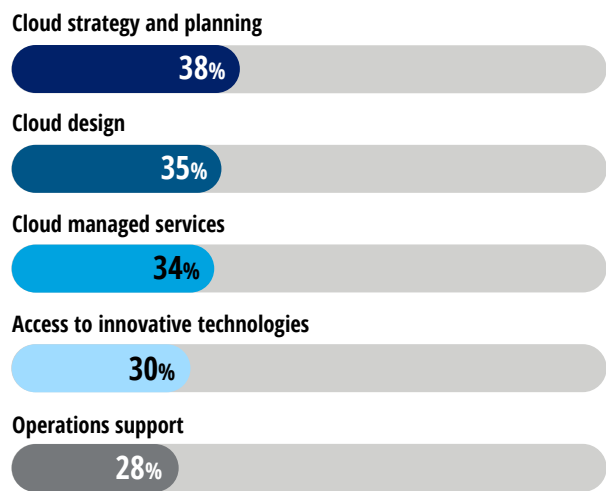 Cloud strategy and planning
38%
Cloud design
35%
Cloud managed services
34%
Access to innovative technologies
30%
Operations support
28%